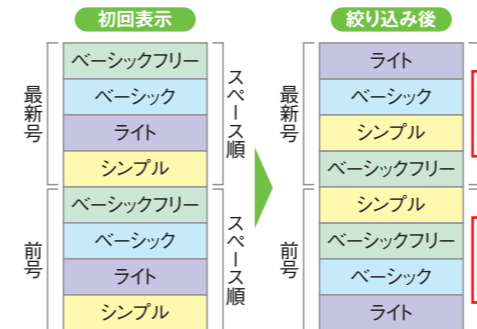 初回表示
最新号
ベーシックフリー
ベーシック
ライト
シンプル
スペース順
前号
ベーシックフリー
ベーシック
ライト
シンプル
スペース順
絞り込み後
最新号
ライト
ベーシック
シンプル
ベーシックフリー
前号
シンプル
ベーシックフリー
ベーシック
ライト